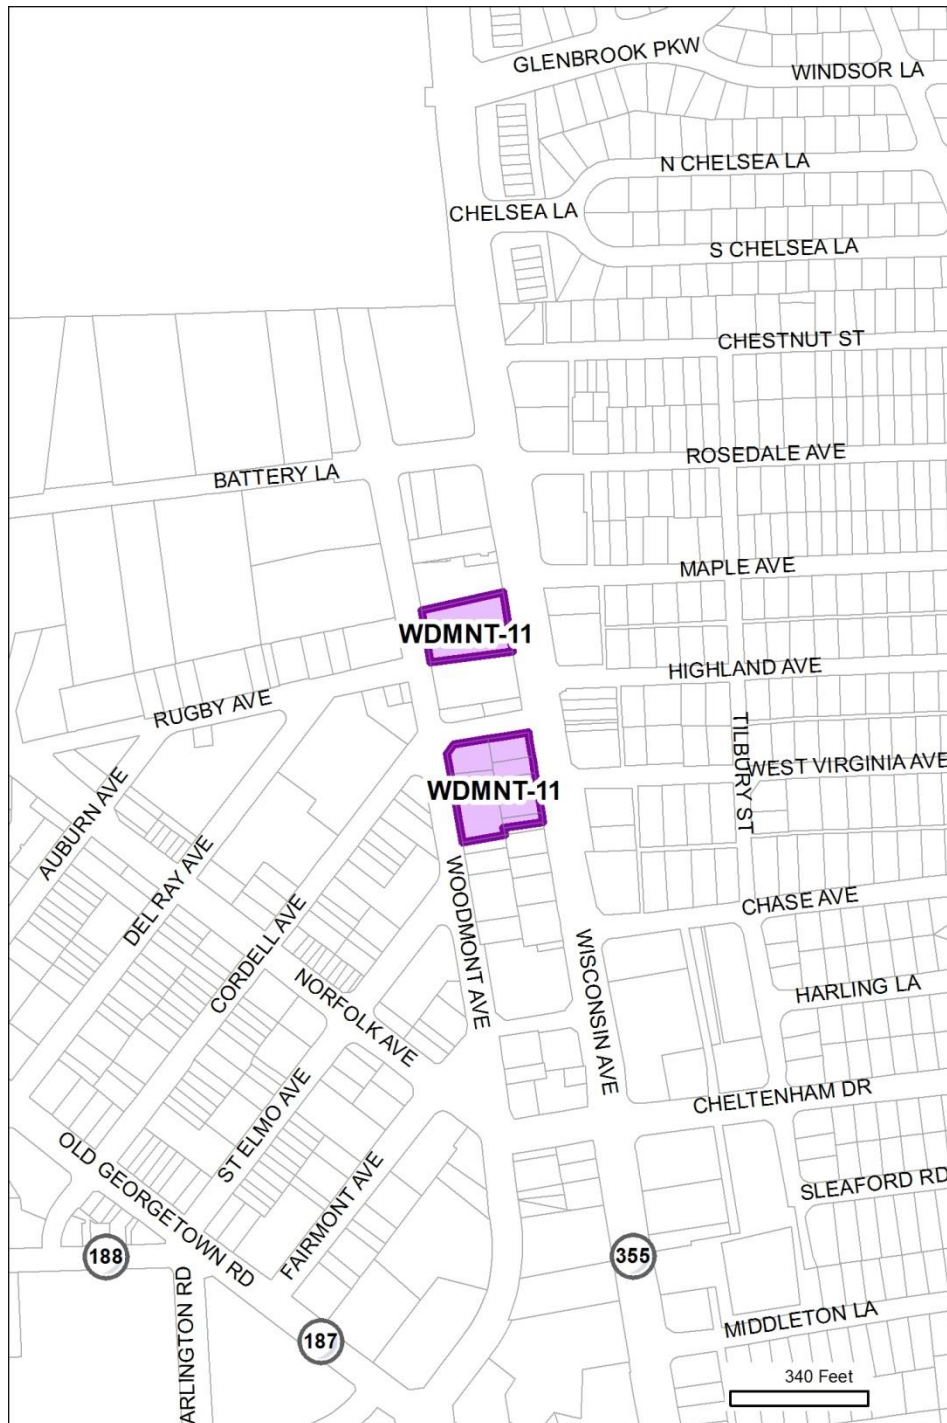 GLENBROOK PKW
WINDSOR LA
N CHELSEA LA
CHELSEA LA
S CHELSEA LA
CHESTNUT ST
ROSEDALE AVE
BATTERY LA
MAPLE AVE
WDMNT-11
HIGHLAND AVE
RUGBY AVE
TILBURY ST
WEST VIRGINIA AVE
WDMNT-11
AUBURN AVE
DEL RAY AVE
CORDELL AVE
WOODMONT AVE
CHASE AVE
NORFOLK AVE
WISCONSIN AVE
HARLING LA
CHELTENHAM DR
ST ELMO AVE
OLD GEORGETOWN RD
FAIRMONT AVE
SLEAFORD RD
188
355
ARLINGTON RD
187
MIDDLETON LA
340 Feet